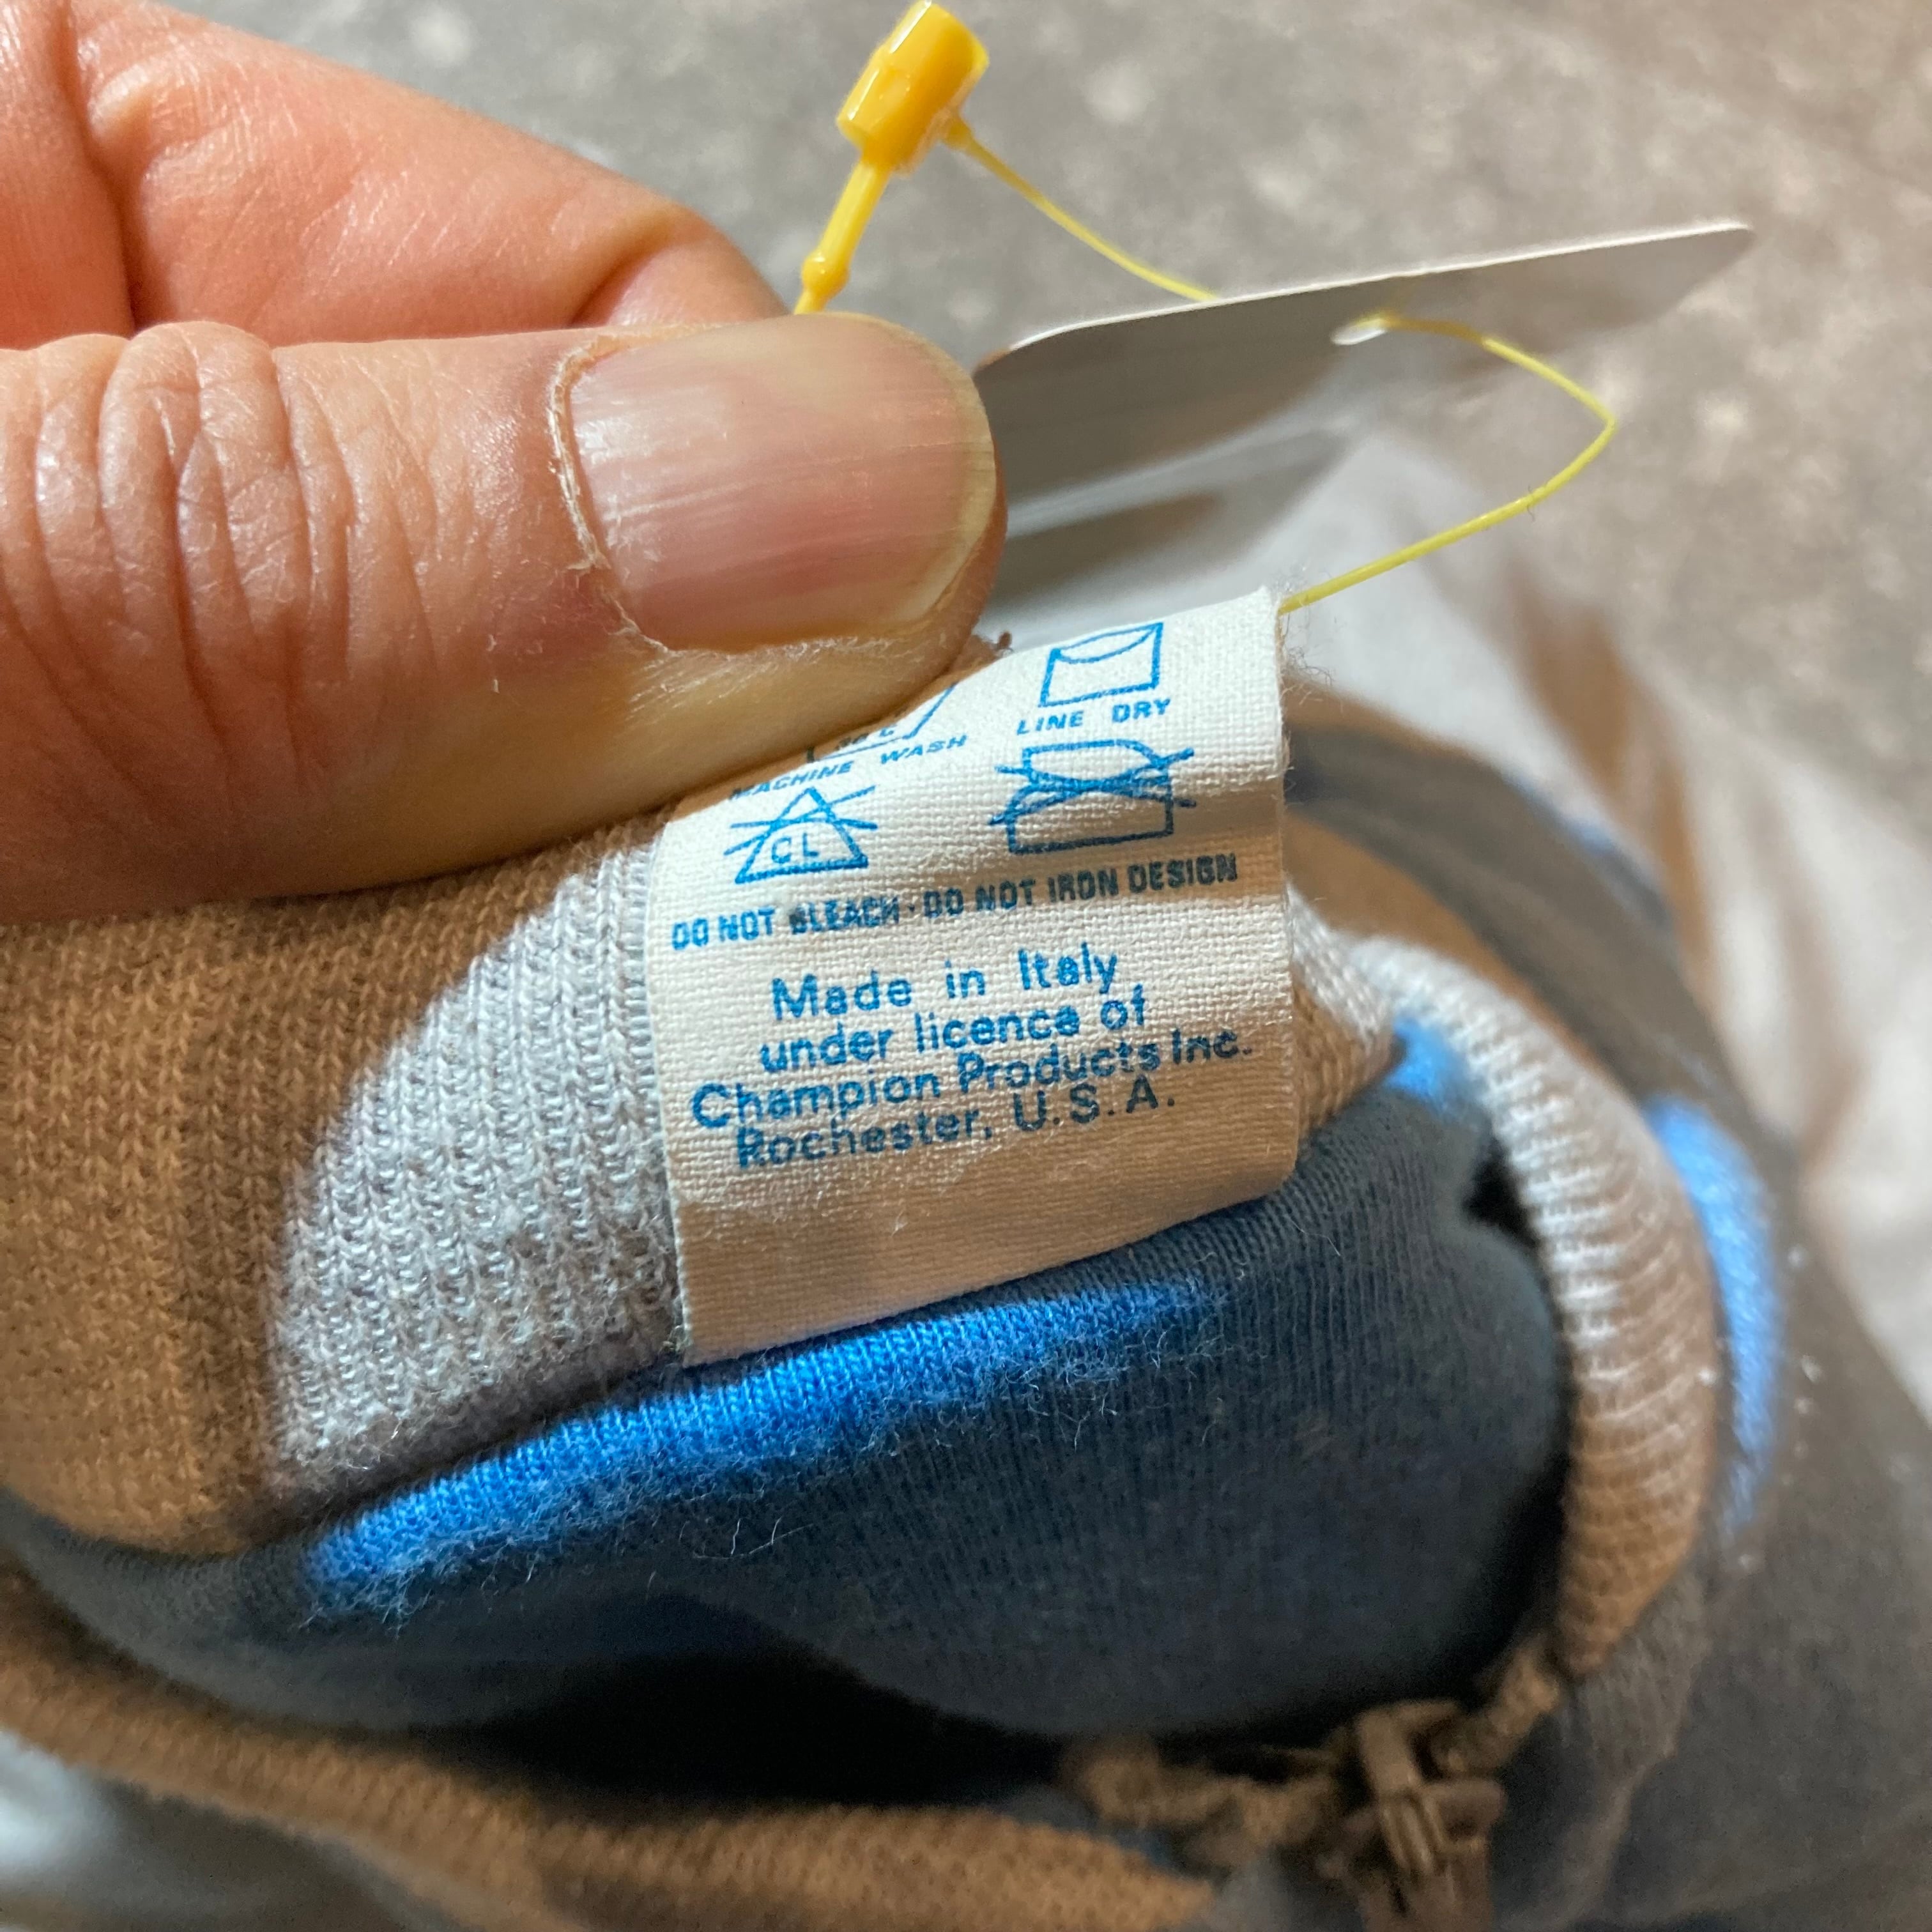 LINE DRY
30°C
MACHINE WASH
CL
DO NOT BLEACH · DO NOT IRON DESIGN
Made in Italy
under licence of
Champion Products Inc.
Rochester, U.S.A.